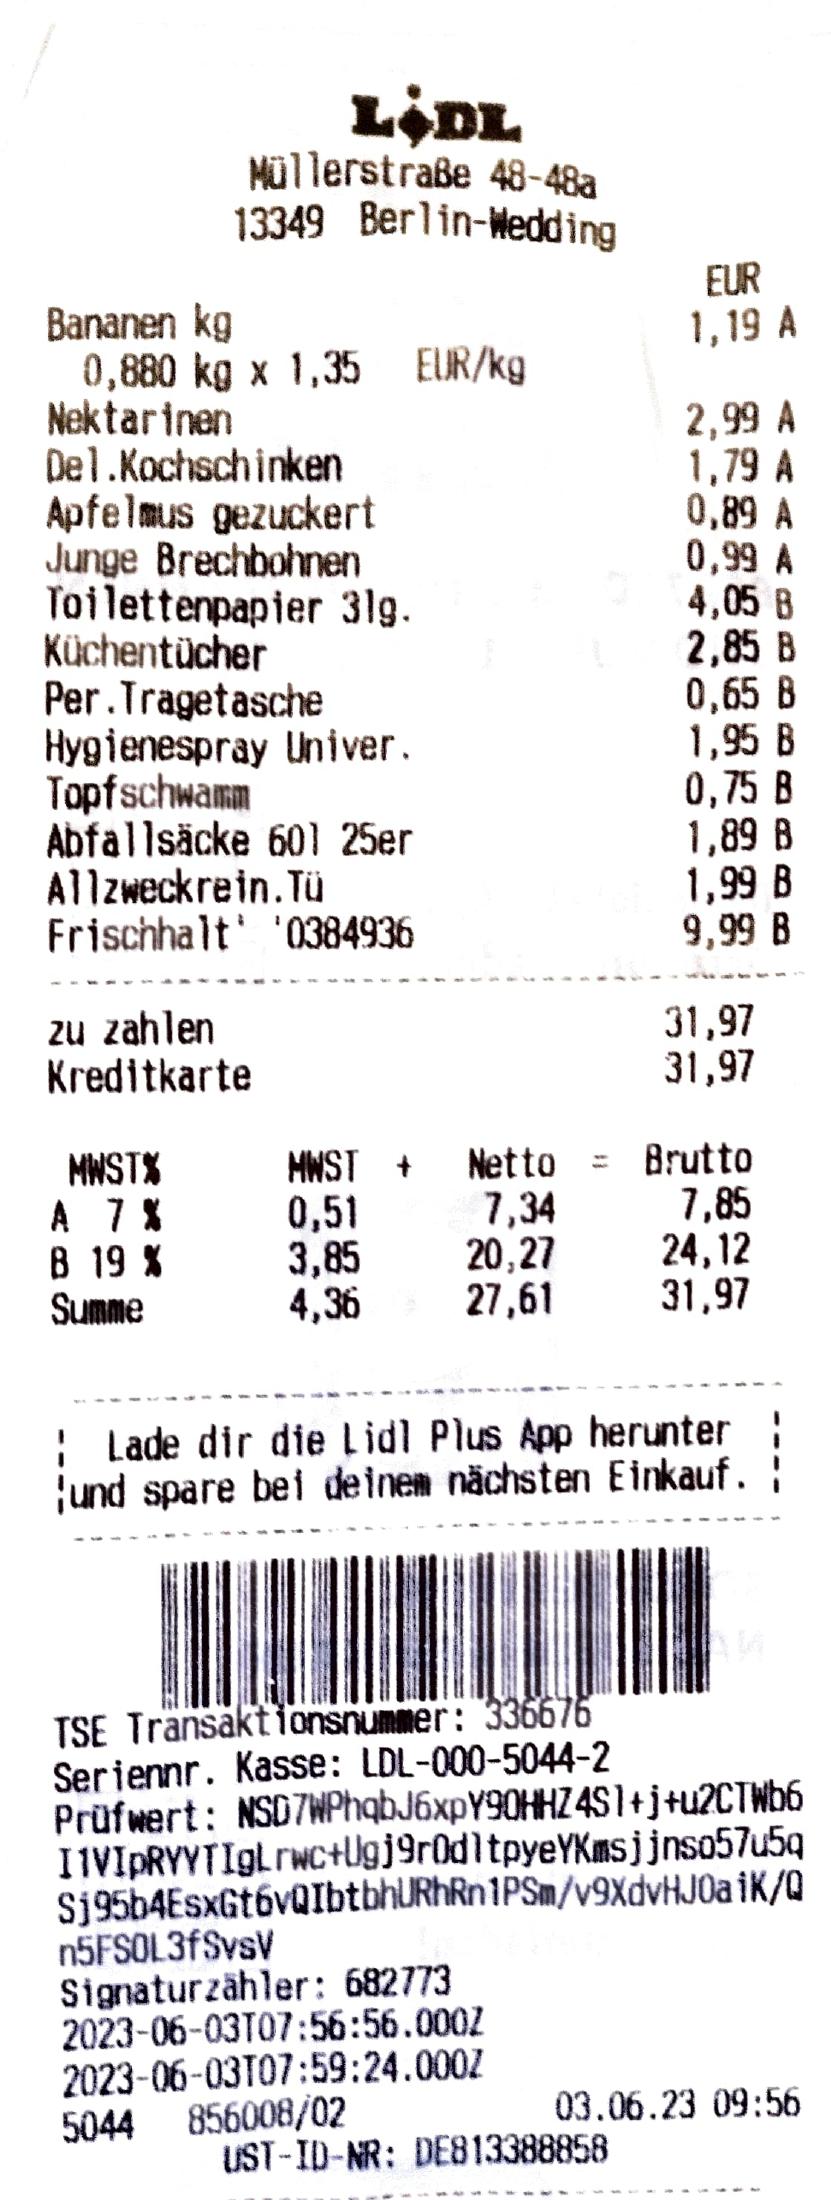 LIDL
Müllerstraße 48-48a
13349 Berlin-Wedding
EUR
Bananen kg 1,19 A
0,880 kg x 1,35 EUR/kg
Nektarinen 2,99 A
Del.Kochschinken 1,79 A
Apfelmus gezuckert 0,89 A
Junge Brechbohnen 0,99 A
Toilettenpapier 3lg. 4,05 B
Küchentücher 2,85 B
Per.Tragetasche 0,65 B
Hygienespray Univer. 1,95 B
Topfschwamm 0,75 B
Abfallsäcke 60l 25er 1,89 B
Allzweckrein.Tü 1,99 B
Frischhalt' '0384936 9,99 B
zu zahlen 31,97
Kreditkarte 31,97
MWST% MWST + Netto = Brutto
A 7 % 0,51 7,34 7,85
B 19 % 3,85 20,27 24,12
Summe 4,36 27,61 31,97
Lade dir die Lidl Plus App herunter
und spare bei deinem nächsten Einkauf.
TSE Transaktionsnummer: 336676
Seriennr. Kasse: LDL-000-5044-2
Prüfwert: NSD7WPhqbJ6xpY90HHZ4Sl+j+u2CTWb6
I1VIpRYYTIgLrwc+Ugj9r0dltpyeYKmsjjnso57u5q
Sj95b4EsxGt6vQIbtbhURhRn1PSm/v9XdvHJ0aiK/Q
n5FSOL3fSvsV
Signaturzähler: 682773
2023-06-03T07:56:56.000Z
2023-06-03T07:59:24.000Z
5044 856008/02 03.06.23 09:56
UST-ID-NR: DE813388858